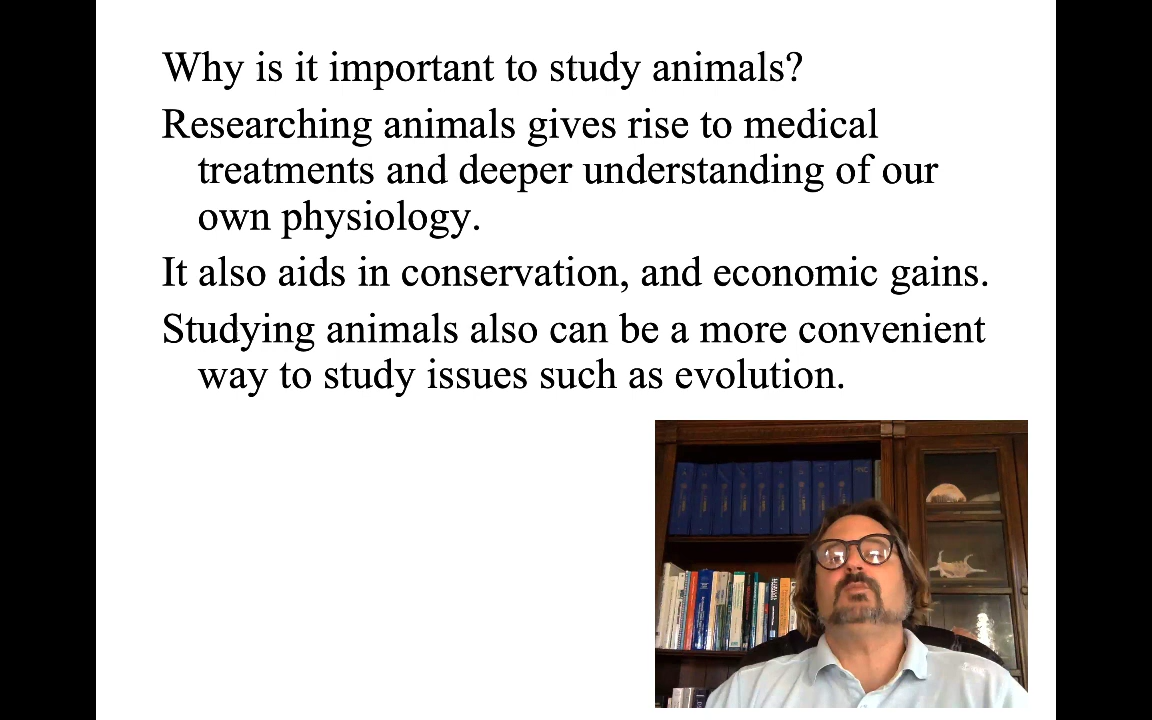 Why is it important to study animals?
Researching animals gives rise to medical
treatments and deeper understanding of our
own physiology.
It also aids in conservation, and economic gains.
Studying animals also can be a more convenient
way to study issues such as evolution.